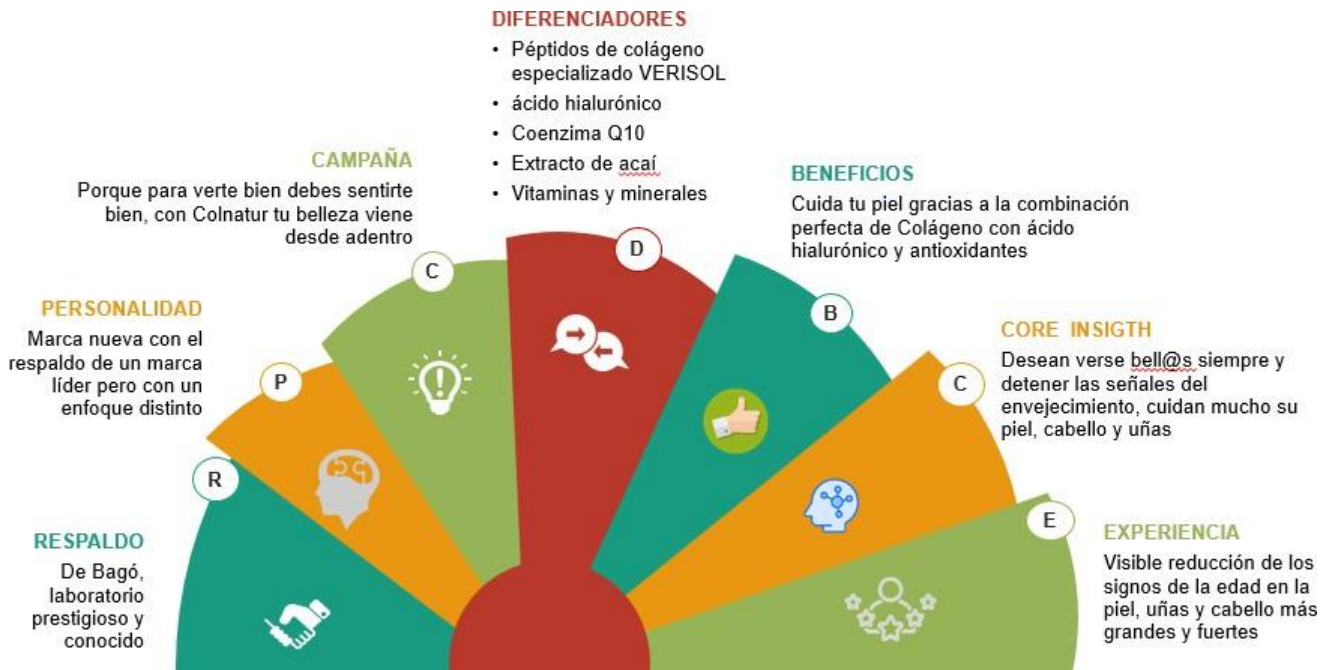 DIFERENCIADORES
• Péptidos de colágeno
especializado VERISOL
• ácido hialurónico
• Coenzima Q10
• Extracto de acaí
• Vitaminas y minerales
CAMPAÑA
Porque para verte bien debes sentirte
bien, con Colnatur tu belleza viene
desde adentro
BENEFICIOS
Cuida tu piel gracias a la combinación
perfecta de Colágeno con ácido
hialurónico y antioxidantes
PERSONALIDAD
Marca nueva con el
respaldo de un marca
líder pero con un
enfoque distinto
CORE INSIGTH
Desean verse bell@s siempre y
detener las señales del
envejecimiento, cuidan mucho su
piel, cabello y uñas
RESPALDO
De Bagó,
laboratorio
prestigioso y
conocido
EXPERIENCIA
Visible reducción de los
signos de la edad en la
piel, uñas y cabello más
grandes y fuertes
R
P
C
D
B
C
E